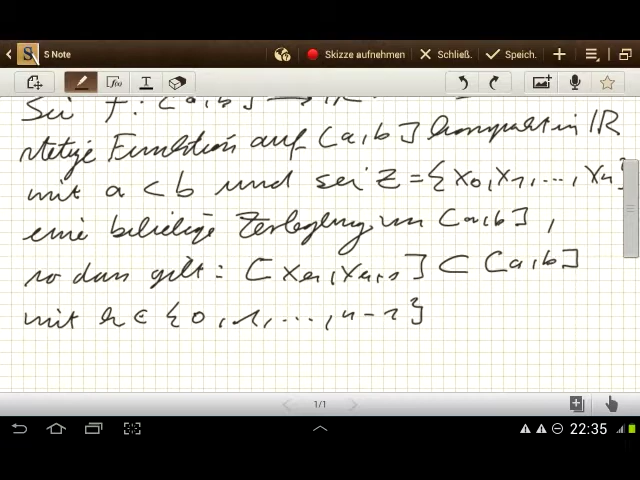 S Note
Skizze aufnehmen
Schließ.
Speich.
f(x)
T
Sei f: [a,b] → ℝ
stetige Funktion auf [a,b] kompakt in ℝ
mit a < b und sei Z = {x₀, x₁, ..., xₙ}
eine beliebige Zerlegung von [a,b],
so dass gilt: [xₖ, xₖ₊₁] ⊂ [a,b]
mit k ∈ {0, 1, ..., n-1}
1/1
22:35